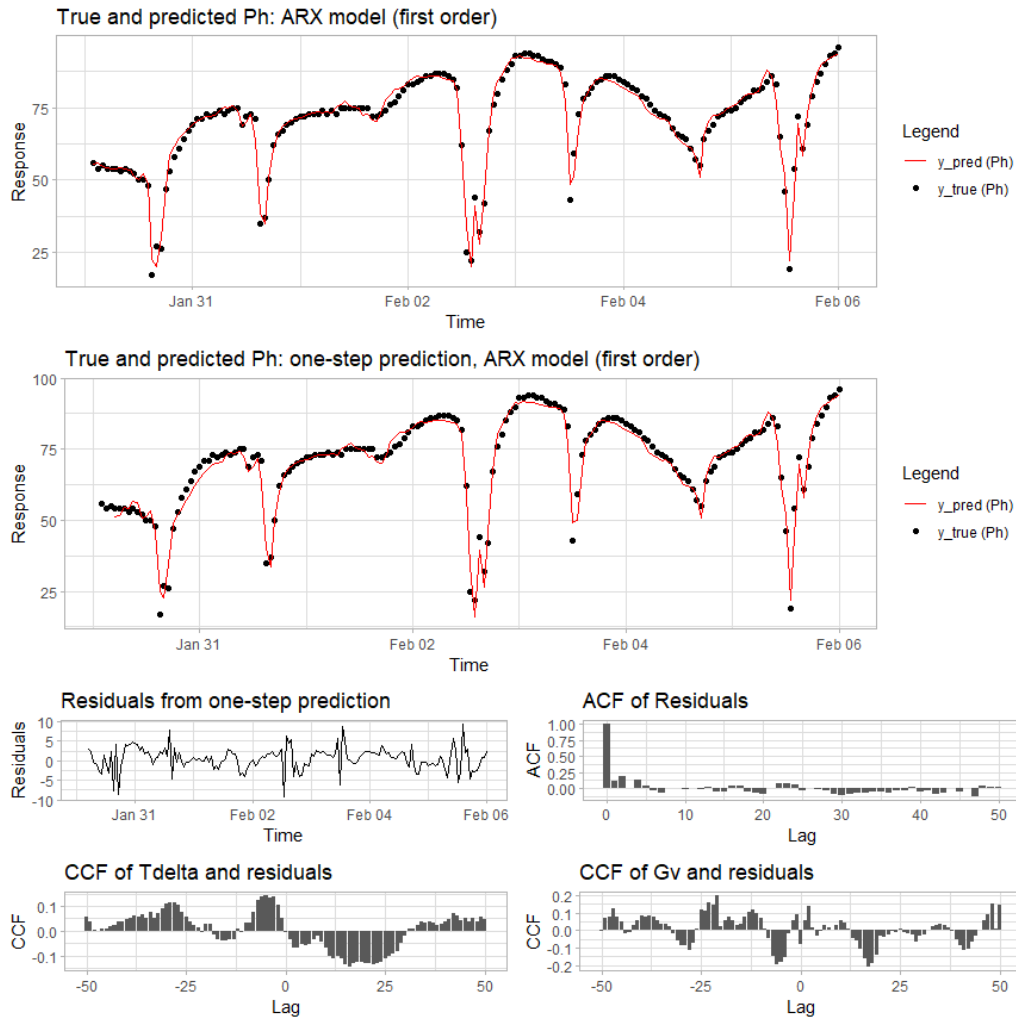 True and predicted Ph: ARX model (first order)
Response
75
50
25
Jan 31
Feb 02
Feb 04
Feb 06
Time
Legend
y_pred (Ph)
y_true (Ph)
True and predicted Ph: one-step prediction, ARX model (first order)
Response
100
75
50
25
Jan 31
Feb 02
Feb 04
Feb 06
Time
Legend
y_pred (Ph)
y_true (Ph)
Residuals from one-step prediction
Residuals
10
5
0
-5
-10
Jan 31
Feb 02
Feb 04
Feb 06
Time
ACF of Residuals
ACF
1.00
0.75
0.50
0.25
0.00
0
10
20
30
40
50
Lag
CCF of Tdelta and residuals
CCF
0.1
0.0
-0.1
-50
-25
0
25
50
Lag
CCF of Gv and residuals
CCF
0.2
0.1
0.0
-0.1
-0.2
-50
-25
0
25
50
Lag